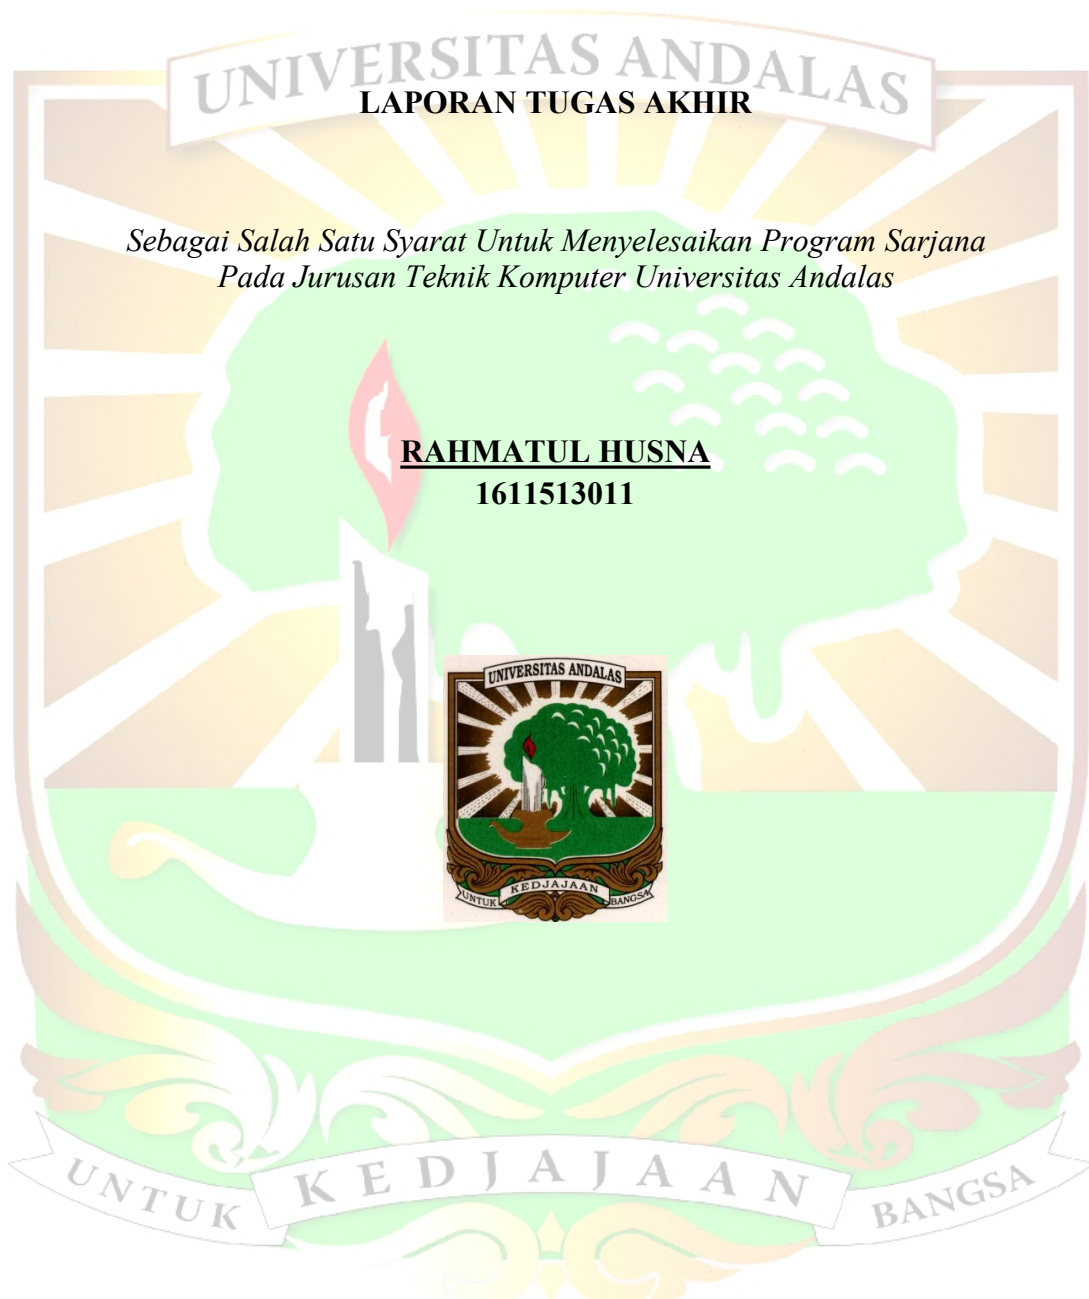 UNIVERSITAS ANDALAS
LAPORAN TUGAS AKHIR
Sebagai Salah Satu Syarat Untuk Menyelesaikan Program Sarjana
Pada Jurusan Teknik Komputer Universitas Andalas
RAHMATUL HUSNA
1611513011
UNIVERSITAS ANDALAS
UNTUK KEDJAJAAN BANGSA
UNTUK KEDJAJAAN BANGSA